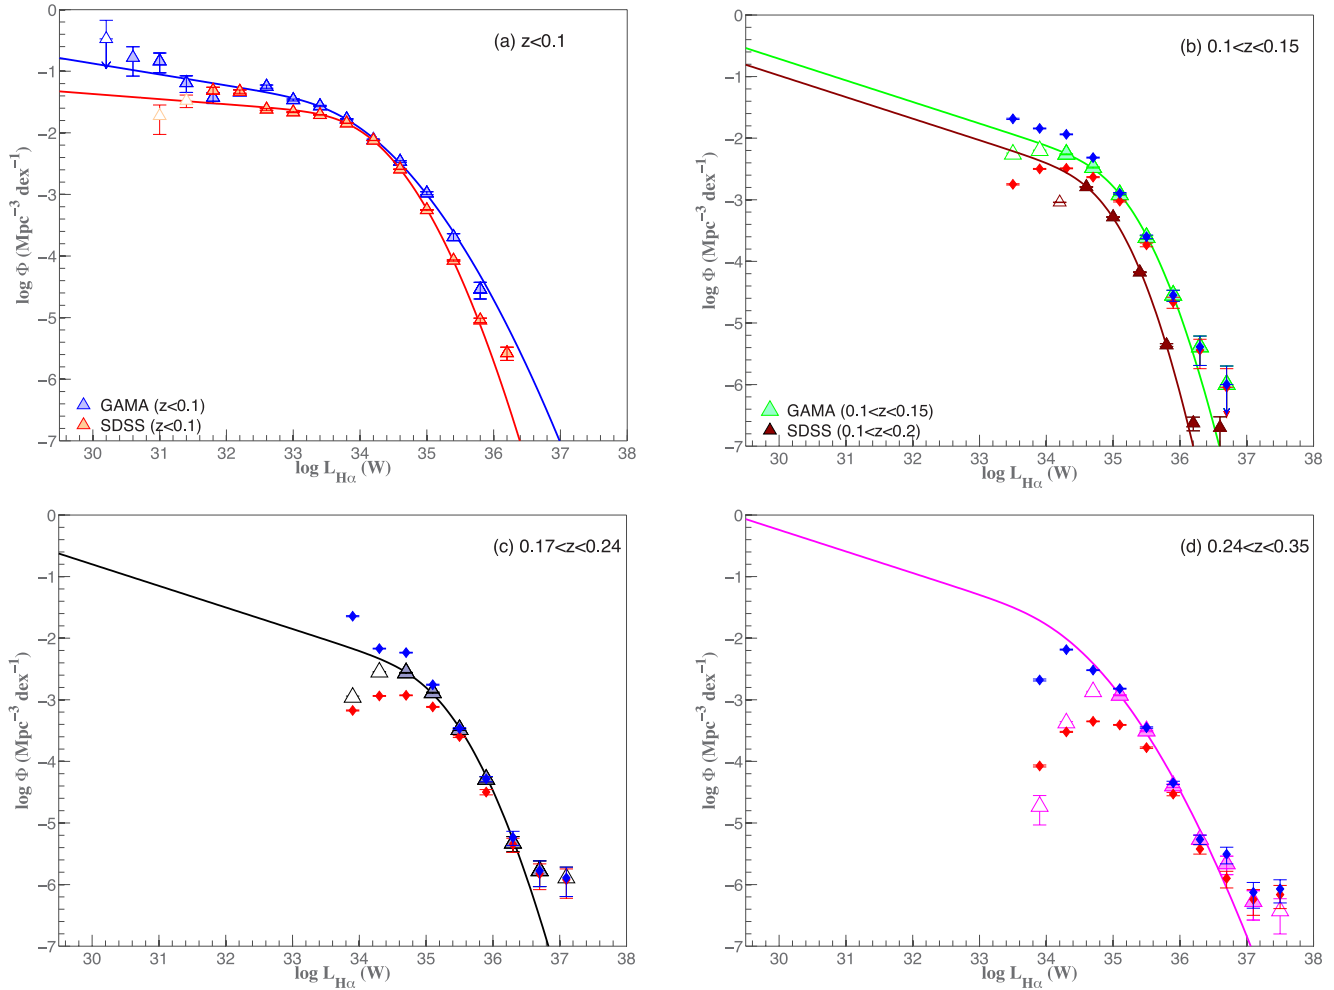 (a) z<0.1
0
−1
−2
−3
−4
−5
−6
−7
log Φ (Mpc⁻³ dex⁻¹)
GAMA (z<0.1)
SDSS (z<0.1)
30 31 32 33 34 35 36 37 38
log L_Hα (W)
(b) 0.1<z<0.15
0
−1
−2
−3
−4
−5
−6
−7
log Φ (Mpc⁻³ dex⁻¹)
GAMA (0.1<z<0.15)
SDSS (0.1<z<0.2)
30 31 32 33 34 35 36 37 38
log L_Hα (W)
(c) 0.17<z<0.24
0
−1
−2
−3
−4
−5
−6
−7
log Φ (Mpc⁻³ dex⁻¹)
30 31 32 33 34 35 36 37 38
log L_Hα (W)
(d) 0.24<z<0.35
0
−1
−2
−3
−4
−5
−6
−7
log Φ (Mpc⁻³ dex⁻¹)
30 31 32 33 34 35 36 37 38
log L_Hα (W)